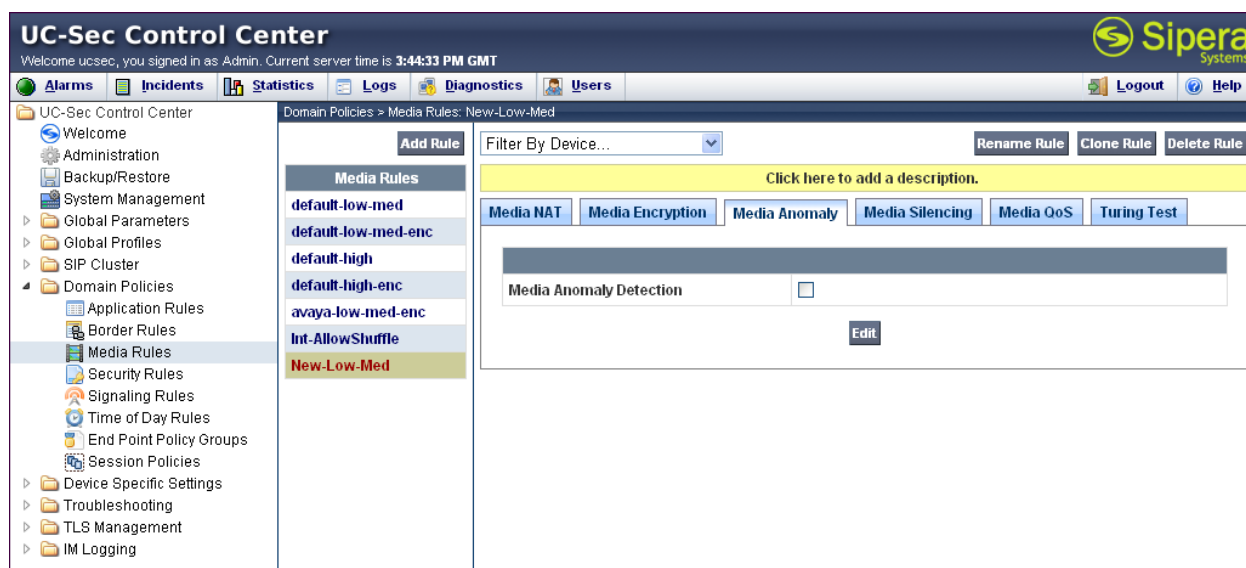 UC-Sec Control Center
Welcome ucsec, you signed in as Admin. Current server time is 3:44:33 PM GMT
Sipera
Systems
Alarms Incidents Statistics Logs Diagnostics Users Logout Help
UC-Sec Control Center
Welcome
Administration
Backup/Restore
System Management
Global Parameters
Global Profiles
SIP Cluster
Domain Policies
Application Rules
Border Rules
Media Rules
Security Rules
Signaling Rules
Time of Day Rules
End Point Policy Groups
Session Policies
Device Specific Settings
Troubleshooting
TLS Management
IM Logging
Domain Policies > Media Rules: New-Low-Med
Add Rule
Media Rules
default-low-med
default-low-med-enc
default-high
default-high-enc
avaya-low-med-enc
Int-AllowShuffle
New-Low-Med
Filter By Device...
Rename Rule Clone Rule Delete Rule
Click here to add a description.
Media NAT Media Encryption Media Anomaly Media Silencing Media QoS Turing Test
Media Anomaly Detection
Edit